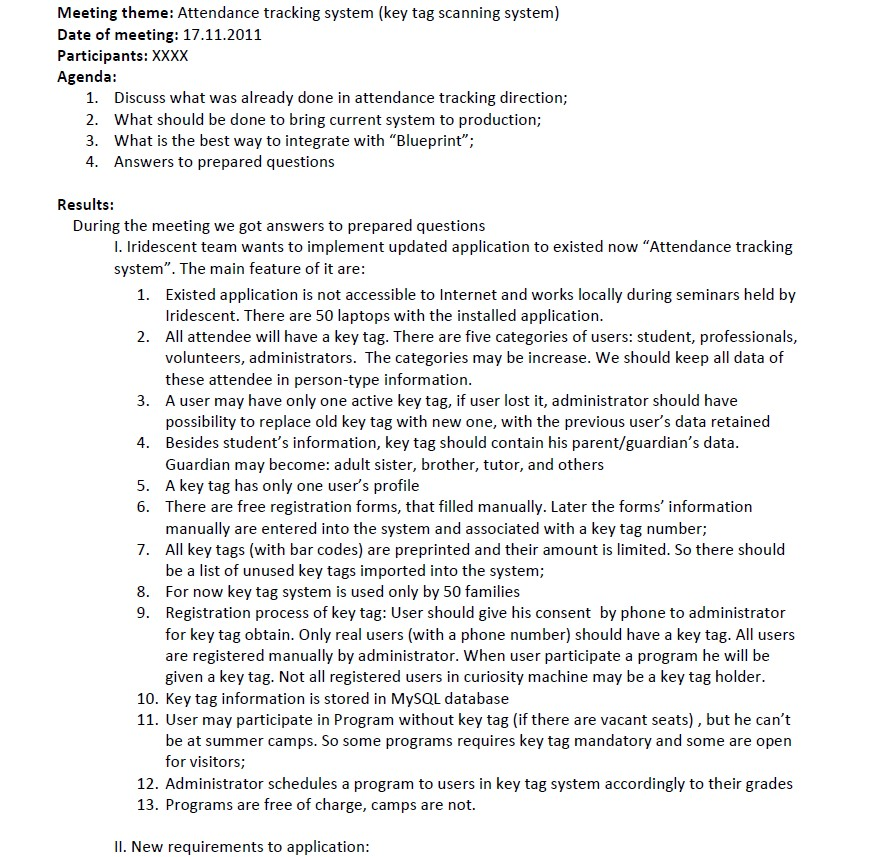 Meeting theme: Attendance tracking system (key tag scanning system)
Date of meeting: 17.11.2011
Participants: XXXX
Agenda:
1. Discuss what was already done in attendance tracking direction;
2. What should be done to bring current system to production;
3. What is the best way to integrate with “Blueprint”;
4. Answers to prepared questions
Results:
During the meeting we got answers to prepared questions
I. Iridescent team wants to implement updated application to existed now “Attendance tracking
system”. The main feature of it are:
1. Existed application is not accessible to Internet and works locally during seminars held by
Iridescent. There are 50 laptops with the installed application.
2. All attendee will have a key tag. There are five categories of users: student, professionals,
volunteers, administrators. The categories may be increase. We should keep all data of
these attendee in person-type information.
3. A user may have only one active key tag, if user lost it, administrator should have
possibility to replace old key tag with new one, with the previous user’s data retained
4. Besides student’s information, key tag should contain his parent/guardian’s data.
Guardian may become: adult sister, brother, tutor, and others
5. A key tag has only one user’s profile
6. There are free registration forms, that filled manually. Later the forms’ information
manually are entered into the system and associated with a key tag number;
7. All key tags (with bar codes) are preprinted and their amount is limited. So there should
be a list of unused key tags imported into the system;
8. For now key tag system is used only by 50 families
9. Registration process of key tag: User should give his consent by phone to administrator
for key tag obtain. Only real users (with a phone number) should have a key tag. All users
are registered manually by administrator. When user participate a program he will be
given a key tag. Not all registered users in curiosity machine may be a key tag holder.
10. Key tag information is stored in MySQL database
11. User may participate in Program without key tag (if there are vacant seats) , but he can’t
be at summer camps. So some programs requires key tag mandatory and some are open
for visitors;
12. Administrator schedules a program to users in key tag system accordingly to their grades
13. Programs are free of charge, camps are not.
II. New requirements to application: